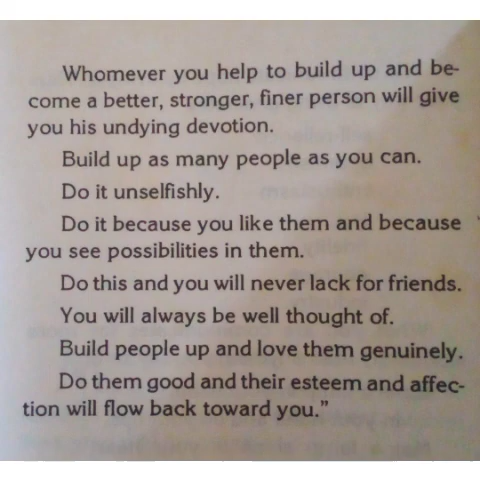 Whomever you help to build up and be-
come a better, stronger, finer person will give
you his undying devotion.
Build up as many people as you can.
Do it unselfishly.
Do it because you like them and because
you see possibilities in them.
Do this and you will never lack for friends.
You will always be well thought of.
Build people up and love them genuinely.
Do them good and their esteem and affec-
tion will flow back toward you.”